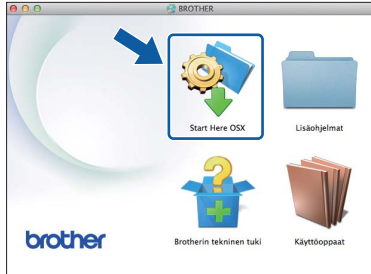 BROTHER
Start Here OSX
Lisäohjelmat
Brotherin tekninen tuki
Käyttöoppaat
brother